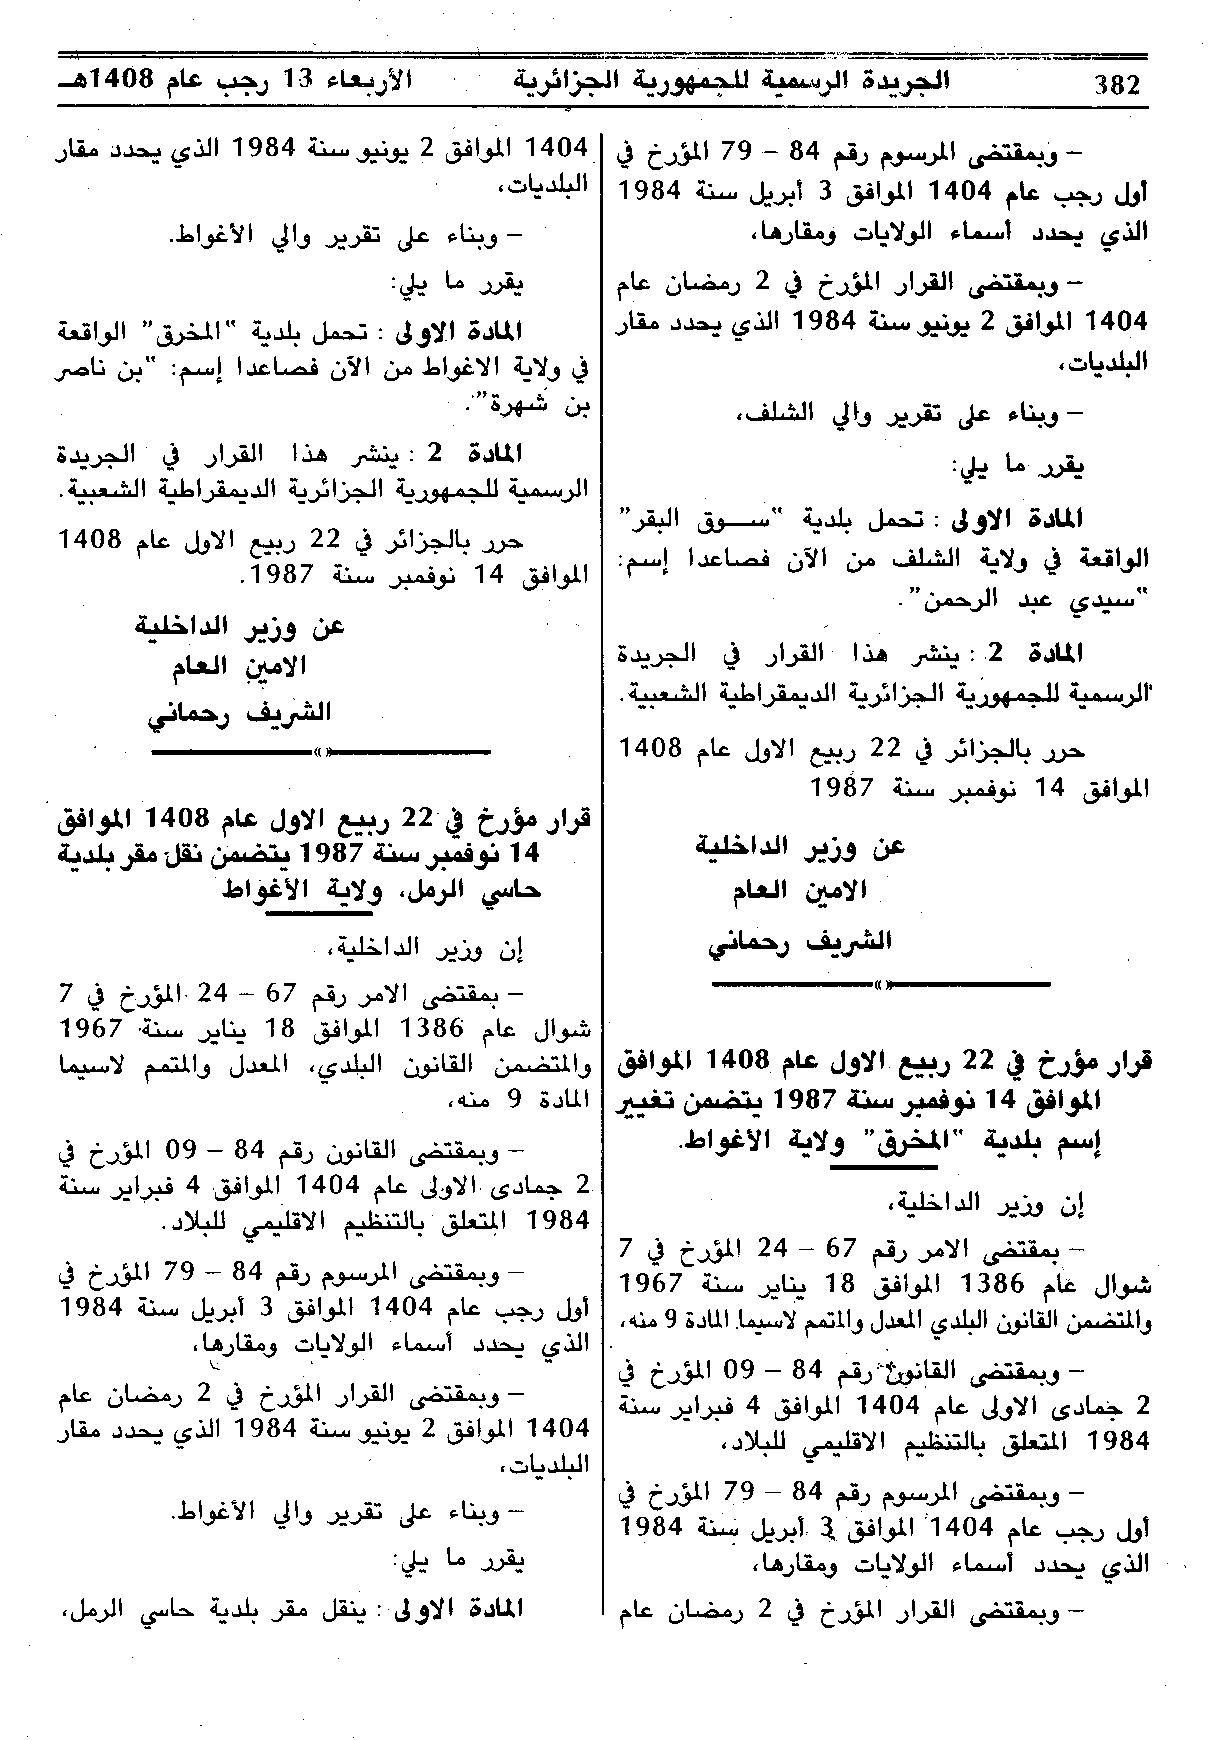 382 الجريدة الرسمية للجمهورية الجزائرية الأربعاء 13 رجب عام 1408هـ
– وبمقتضى المرسوم رقم 84 – 79 المؤرخ في
أول رجب عام 1404 الموافق 3 أبريل سنة 1984
الذي يحدد أسماء الولايات ومقارها،
– وبمقتضى القرار المؤرخ في 2 رمضان عام
1404 الموافق 2 يونيو سنة 1984 الذي يحدد مقار
البلديات،
– وبناء على تقرير والي الشلف،
يقرر ما يلي:
المادة الاولى : تحمل بلدية "سوق البقر"
الواقعة في ولاية الشلف من الآن فصاعدا إسم:
"سيدي عبد الرحمن".
المادة 2 : ينشر هذا القرار في الجريدة
الرسمية للجمهورية الجزائرية الديمقراطية الشعبية.
حرر بالجزائر في 22 ربيع الاول عام 1408
الموافق 14 نوفمبر سنة 1987
عن وزير الداخلية
الامين العام
الشريف رحماني
قرار مؤرخ في 22 ربيع الاول عام 1408 الموافق
الموافق 14 نوفمبر سنة 1987 يتضمن تغيير
إسم بلدية "المخرق" ولاية الأغواط.
إن وزير الداخلية،
– بمقتضى الامر رقم 67 – 24 المؤرخ في 7
شوال عام 1386 الموافق 18 يناير سنة 1967
والمتضمن القانون البلدي المعدل والمتمم لاسيما المادة 9 منه،
– وبمقتضى القانون رقم 84 – 09 المؤرخ في
2 جمادى الاولى عام 1404 الموافق 4 فبراير سنة
1984 المتعلق بالتنظيم الاقليمي للبلاد،
– وبمقتضى المرسوم رقم 84 – 79 المؤرخ في
أول رجب عام 1404 الموافق 3 أبريل سنة 1984
الذي يحدد أسماء الولايات ومقارها،
– وبمقتضى القرار المؤرخ في 2 رمضان عام
1404 الموافق 2 يونيو سنة 1984 الذي يحدد مقار
البلديات،
– وبناء على تقرير والي الأغواط.
يقرر ما يلي:
المادة الاولى : تحمل بلدية "المخرق" الواقعة
في ولاية الاغواط من الآن فصاعدا إسم: "بن ناصر
بن شهرة".
المادة 2 : ينشر هذا القرار في الجريدة
الرسمية للجمهورية الجزائرية الديمقراطية الشعبية.
حرر بالجزائر في 22 ربيع الاول عام 1408
الموافق 14 نوفمبر سنة 1987.
عن وزير الداخلية
الامين العام
الشريف رحماني
قرار مؤرخ في 22 ربيع الاول عام 1408 الموافق
14 نوفمبر سنة 1987 يتضمن نقل مقر بلدية
حاسي الرمل، ولاية الأغواط
إن وزير الداخلية،
– بمقتضى الامر رقم 67 – 24 المؤرخ في 7
شوال عام 1386 الموافق 18 يناير سنة 1967
والمتضمن القانون البلدي، المعدل والمتمم لاسيما
المادة 9 منه،
– وبمقتضى القانون رقم 84 – 09 المؤرخ في
2 جمادى الاولى عام 1404 الموافق 4 فبراير سنة
1984 المتعلق بالتنظيم الاقليمي للبلاد.
– وبمقتضى المرسوم رقم 84 – 79 المؤرخ في
أول رجب عام 1404 الموافق 3 أبريل سنة 1984
الذي يحدد أسماء الولايات ومقارها،
– وبمقتضى القرار المؤرخ في 2 رمضان عام
1404 الموافق 2 يونيو سنة 1984 الذي يحدد مقار
البلديات،
– وبناء على تقرير والي الأغواط.
يقرر ما يلي:
المادة الاولى : ينقل مقر بلدية حاسي الرمل،